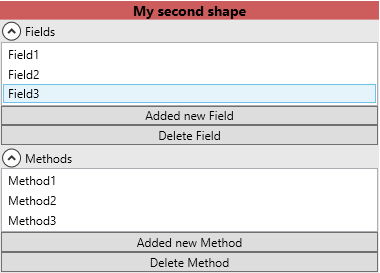 My second shape
Fields
Field1
Field2
Field3
Added new Field
Delete Field
Methods
Method1
Method2
Method3
Added new Method
Delete Method